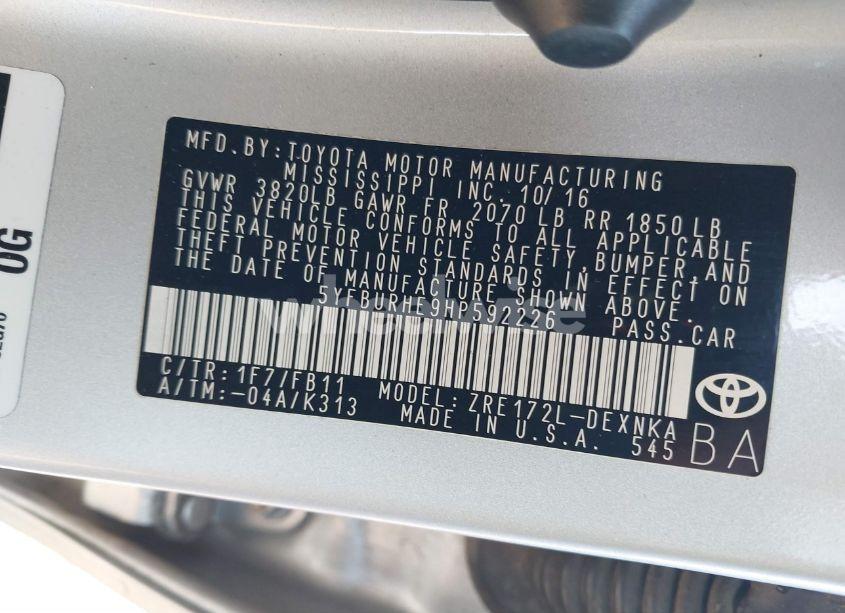 MFD. BY: TOYOTA MOTOR MANUFACTURING
MISSISSIPPI INC. 10/16
GVWR 3820LB GAWR FR 2070 LB RR 1850 LB
THIS VEHICLE CONFORMS TO ALL APPLICABLE
FEDERAL MOTOR VEHICLE SAFETY, BUMPER, AND
THEFT PREVENTION STANDARDS IN EFFECT ON
THE DATE OF MANUFACTURE SHOWN ABOVE.
5YFBURHE9HP592226 PASS. CAR
C/TR: 1F7/FB11
A/TM: -04A/K313
MODEL: ZRE172L-DEXNKA
MADE IN U.S.A. 545
BA
OG